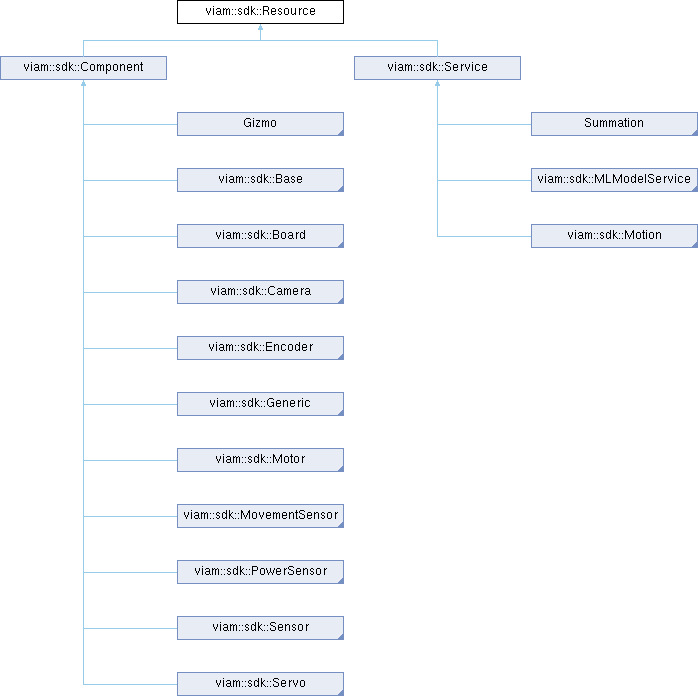 viam::sdk::Resource
viam::sdk::Component
viam::sdk::Service
Gizmo
Summation
viam::sdk::Base
viam::sdk::MLModelService
viam::sdk::Board
viam::sdk::Motion
viam::sdk::Camera
viam::sdk::Encoder
viam::sdk::Generic
viam::sdk::Motor
viam::sdk::MovementSensor
viam::sdk::PowerSensor
viam::sdk::Sensor
viam::sdk::Servo